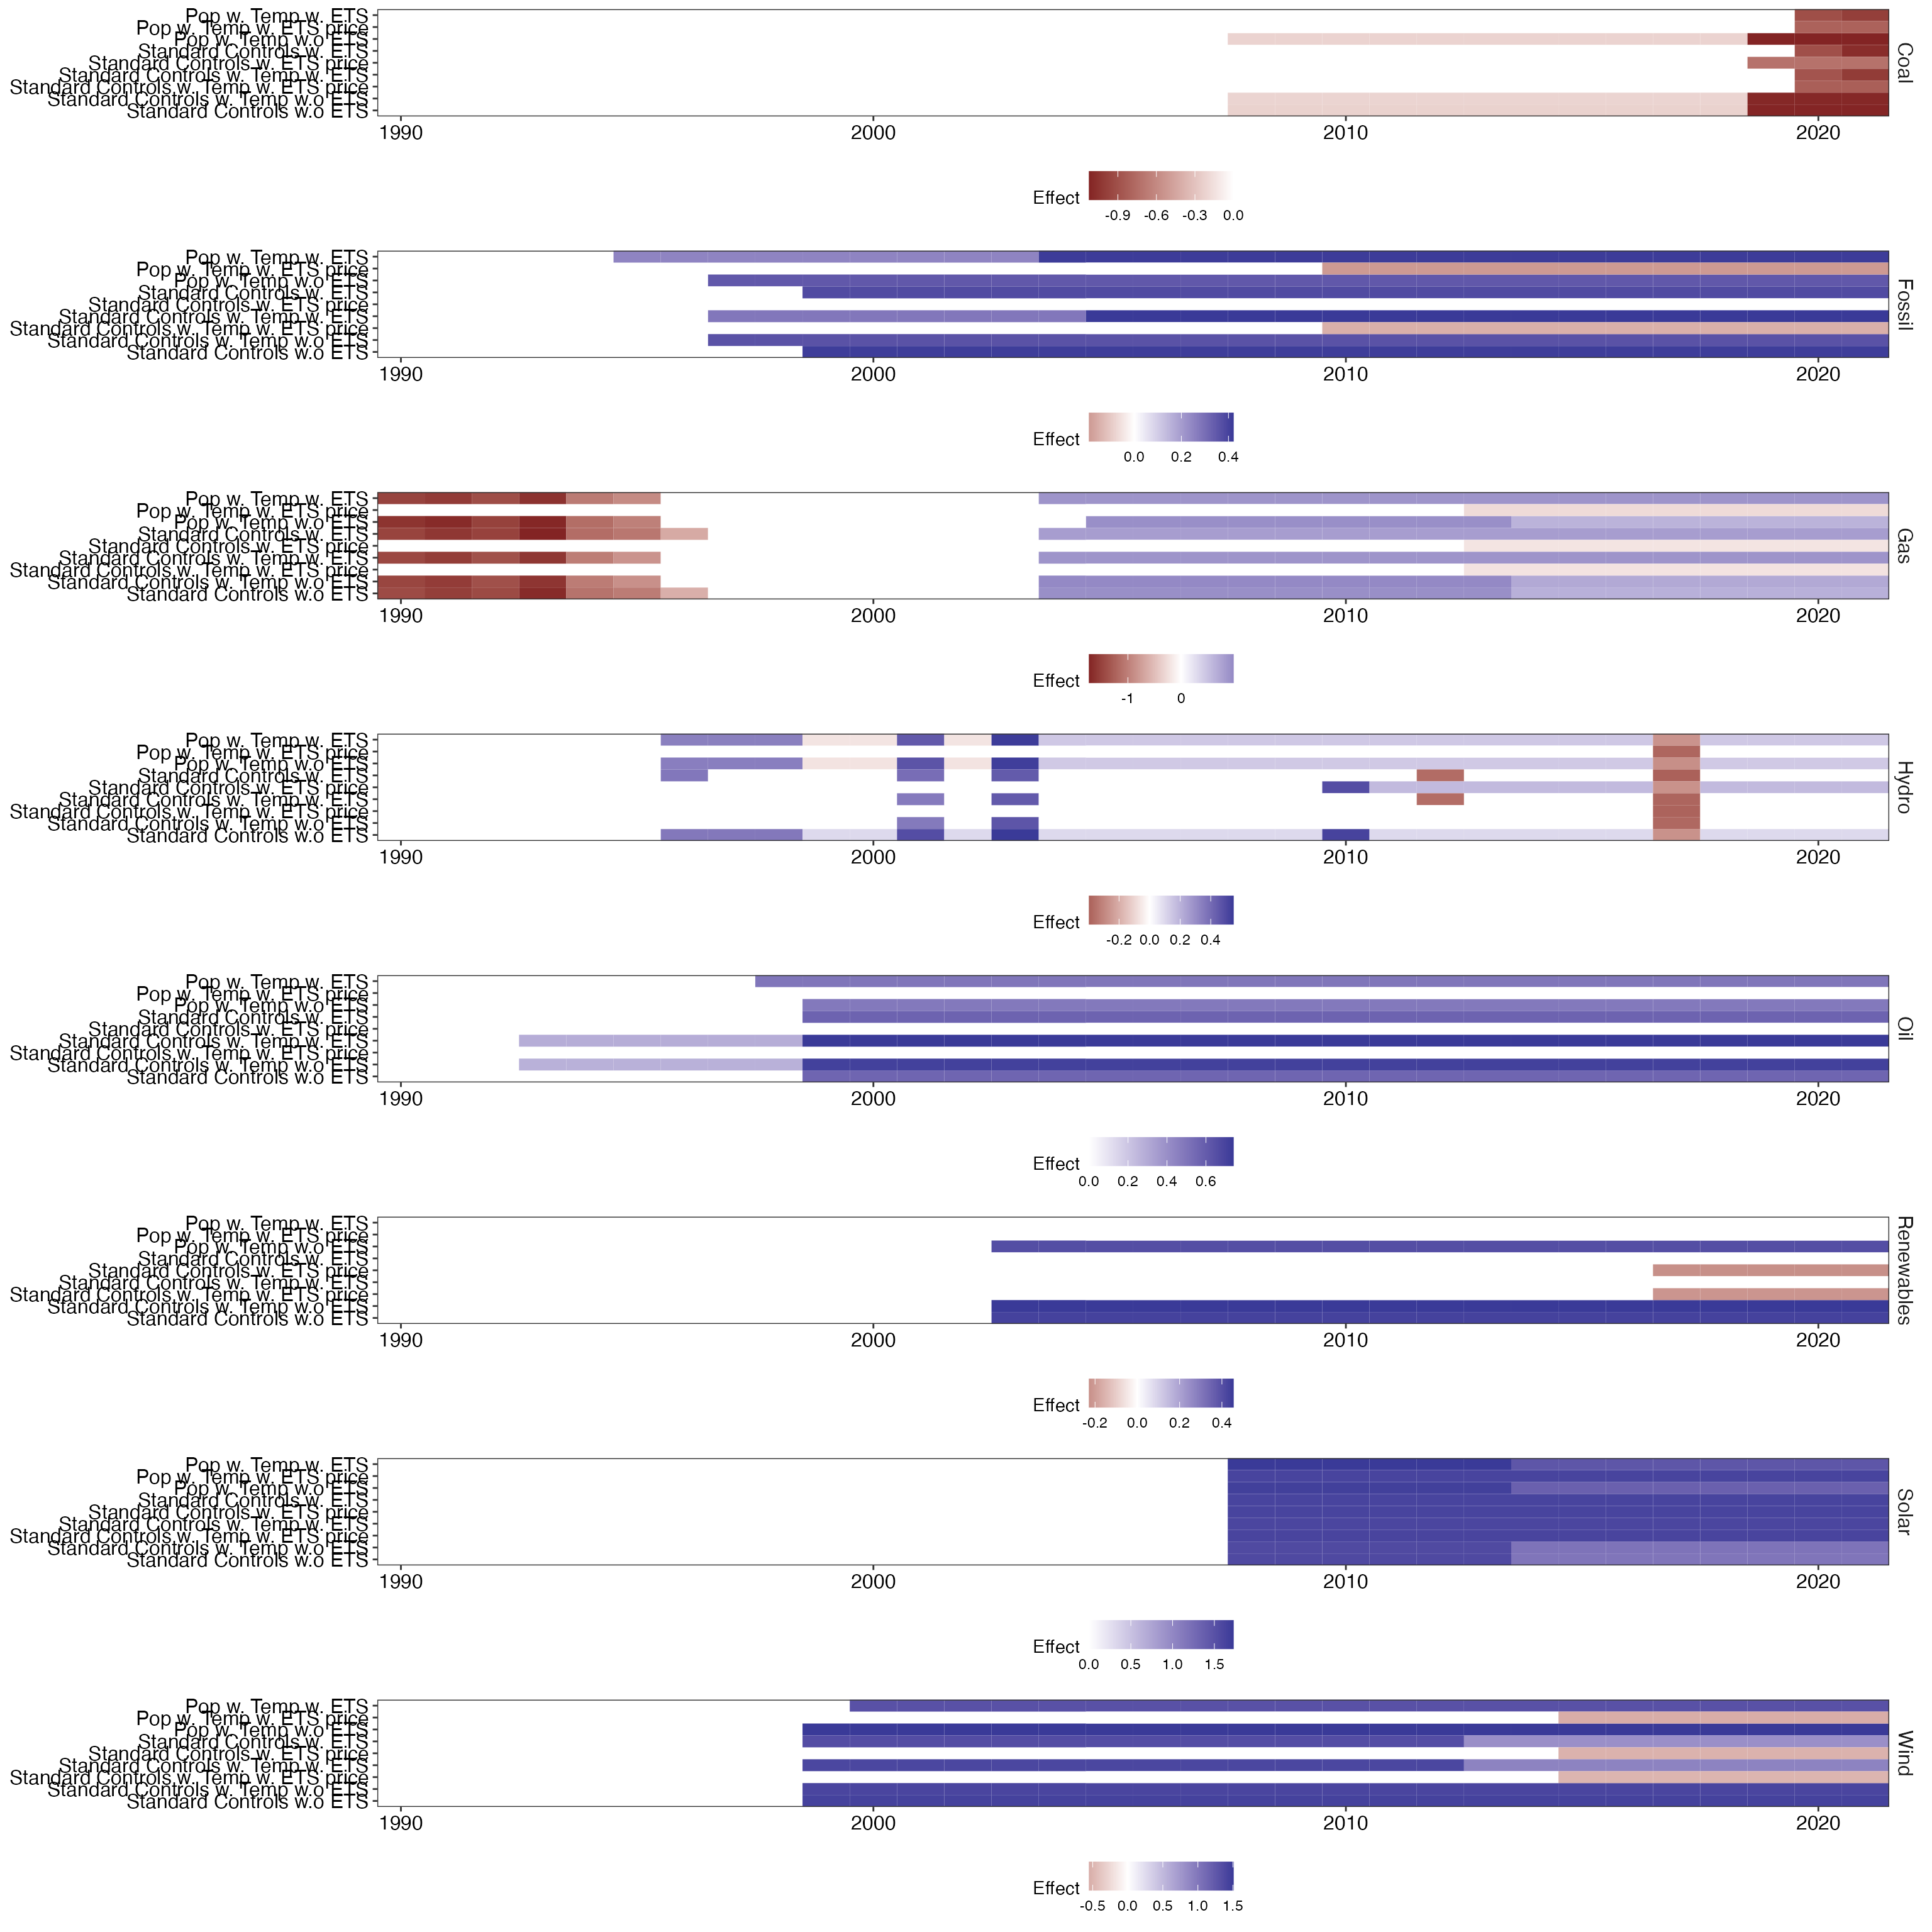 Pop w. Temp w. ETS
Pop w. Temp w. ETS price
Pop w. Temp w.o ETS
Standard Controls w. ETS
Standard Controls w. ETS price
Standard Controls w. Temp w. ETS
Standard Controls w. Temp w. ETS price
Standard Controls w. Temp w.o ETS
Standard Controls w.o ETS
Coal
1990 2000 2010 2020
Effect
-0.9 -0.6 -0.3 0.0
Pop w. Temp w. ETS
Pop w. Temp w. ETS price
Pop w. Temp w.o ETS
Standard Controls w. ETS
Standard Controls w. ETS price
Standard Controls w. Temp w. ETS
Standard Controls w. Temp w. ETS price
Standard Controls w. Temp w.o ETS
Standard Controls w.o ETS
Fossil
1990 2000 2010 2020
Effect
0.0 0.2 0.4
Pop w. Temp w. ETS
Pop w. Temp w. ETS price
Pop w. Temp w.o ETS
Standard Controls w. ETS
Standard Controls w. ETS price
Standard Controls w. Temp w. ETS
Standard Controls w. Temp w. ETS price
Standard Controls w. Temp w.o ETS
Standard Controls w.o ETS
Gas
1990 2000 2010 2020
Effect
-1 0
Pop w. Temp w. ETS
Pop w. Temp w. ETS price
Pop w. Temp w.o ETS
Standard Controls w. ETS
Standard Controls w. ETS price
Standard Controls w. Temp w. ETS
Standard Controls w. Temp w. ETS price
Standard Controls w. Temp w.o ETS
Standard Controls w.o ETS
Hydro
1990 2000 2010 2020
Effect
-0.2 0.0 0.2 0.4
Pop w. Temp w. ETS
Pop w. Temp w. ETS price
Pop w. Temp w.o ETS
Standard Controls w. ETS
Standard Controls w. ETS price
Standard Controls w. Temp w. ETS
Standard Controls w. Temp w. ETS price
Standard Controls w. Temp w.o ETS
Standard Controls w.o ETS
Oil
1990 2000 2010 2020
Effect
0.0 0.2 0.4 0.6
Pop w. Temp w. ETS
Pop w. Temp w. ETS price
Pop w. Temp w.o ETS
Standard Controls w. ETS
Standard Controls w. ETS price
Standard Controls w. Temp w. ETS
Standard Controls w. Temp w. ETS price
Standard Controls w. Temp w.o ETS
Standard Controls w.o ETS
Renewables
1990 2000 2010 2020
Effect
-0.2 0.0 0.2 0.4
Pop w. Temp w. ETS
Pop w. Temp w. ETS price
Pop w. Temp w.o ETS
Standard Controls w. ETS
Standard Controls w. ETS price
Standard Controls w. Temp w. ETS
Standard Controls w. Temp w. ETS price
Standard Controls w. Temp w.o ETS
Standard Controls w.o ETS
Solar
1990 2000 2010 2020
Effect
0.0 0.5 1.0 1.5
Pop w. Temp w. ETS
Pop w. Temp w. ETS price
Pop w. Temp w.o ETS
Standard Controls w. ETS
Standard Controls w. ETS price
Standard Controls w. Temp w. ETS
Standard Controls w. Temp w. ETS price
Standard Controls w. Temp w.o ETS
Standard Controls w.o ETS
Wind
1990 2000 2010 2020
Effect
-0.5 0.0 0.5 1.0 1.5